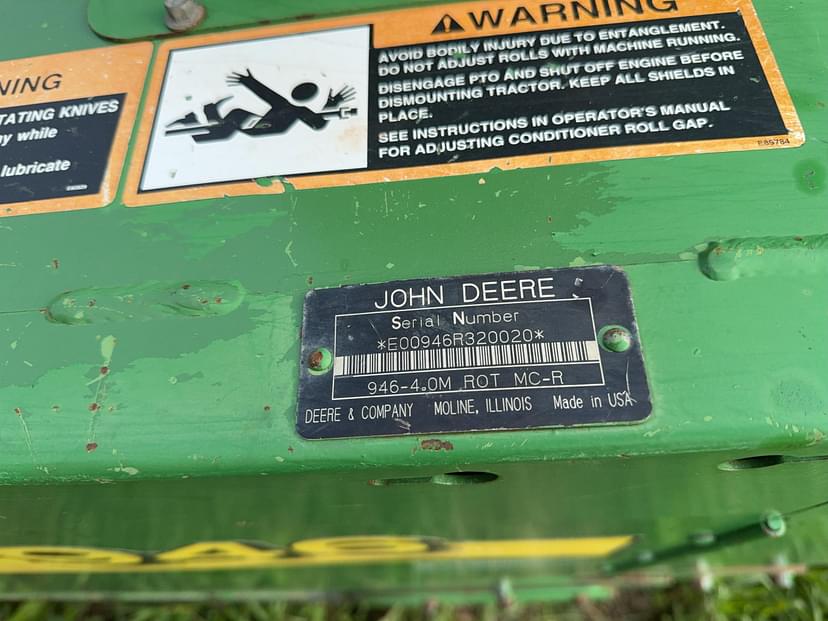 NING
TATING KNIVES
ay while
lubricate
WARNING
AVOID BODILY INJURY DUE TO ENTANGLEMENT.
DO NOT ADJUST ROLLS WITH MACHINE RUNNING.
DISENGAGE PTO AND SHUT OFF ENGINE BEFORE
DISMOUNTING TRACTOR. KEEP ALL SHIELDS IN
PLACE.
SEE INSTRUCTIONS IN OPERATOR'S MANUAL
FOR ADJUSTING CONDITIONER ROLL GAP.
E85784
JOHN DEERE
Serial Number
*E00946R320020*
946-4.0M ROT MC-R
DEERE & COMPANY MOLINE, ILLINOIS Made in USA